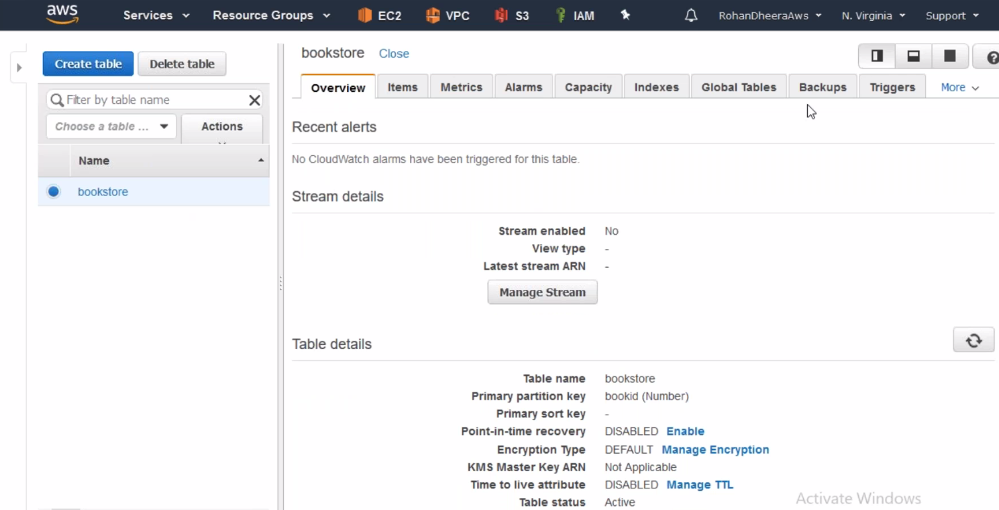 aws Services Resource Groups EC2 VPC S3 IAM RohanDheeraAws N. Virginia Support
Create table Delete table
Filter by table name
Choose a table ... Actions
Name
bookstore
bookstore Close
Overview Items Metrics Alarms Capacity Indexes Global Tables Backups Triggers More
Recent alerts
No CloudWatch alarms have been triggered for this table.
Stream details
Stream enabled No
View type -
Latest stream ARN -
Manage Stream
Table details
Table name bookstore
Primary partition key bookid (Number)
Primary sort key -
Point-in-time recovery DISABLED Enable
Encryption Type DEFAULT Manage Encryption
KMS Master Key ARN Not Applicable
Time to live attribute DISABLED Manage TTL
Table status Active
Activate Windows